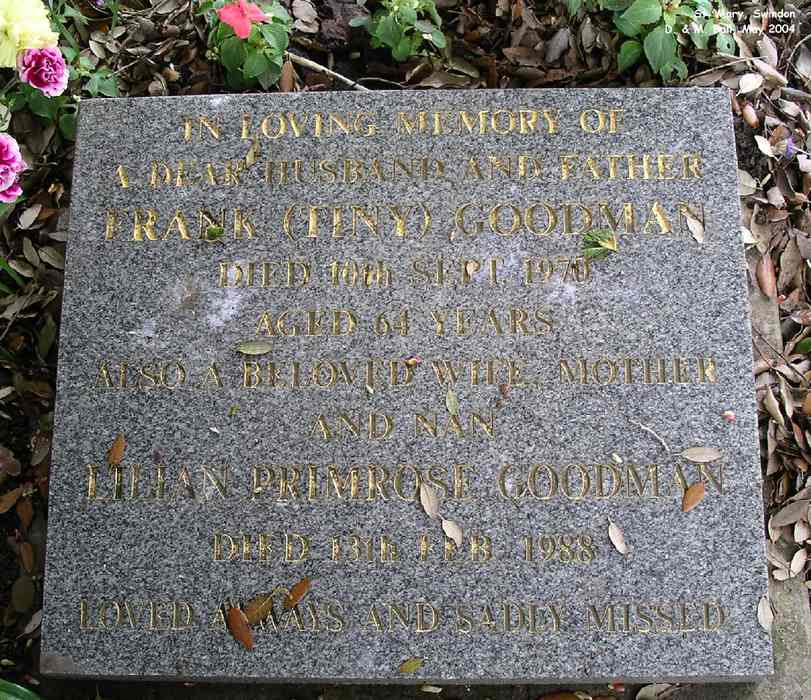 St. Mary, Swindon
D. & M. Ball, May 2004
IN LOVING MEMORY OF
A DEAR HUSBAND AND FATHER
FRANK (TINY) GOODMAN
DIED 10th SEPT. 1970
AGED 64 YEARS
ALSO A BELOVED WIFE, MOTHER
AND NAN
LILIAN PRIMROSE GOODMAN
DIED 13th FEB. 1988
LOVED ALWAYS AND SADLY MISSED